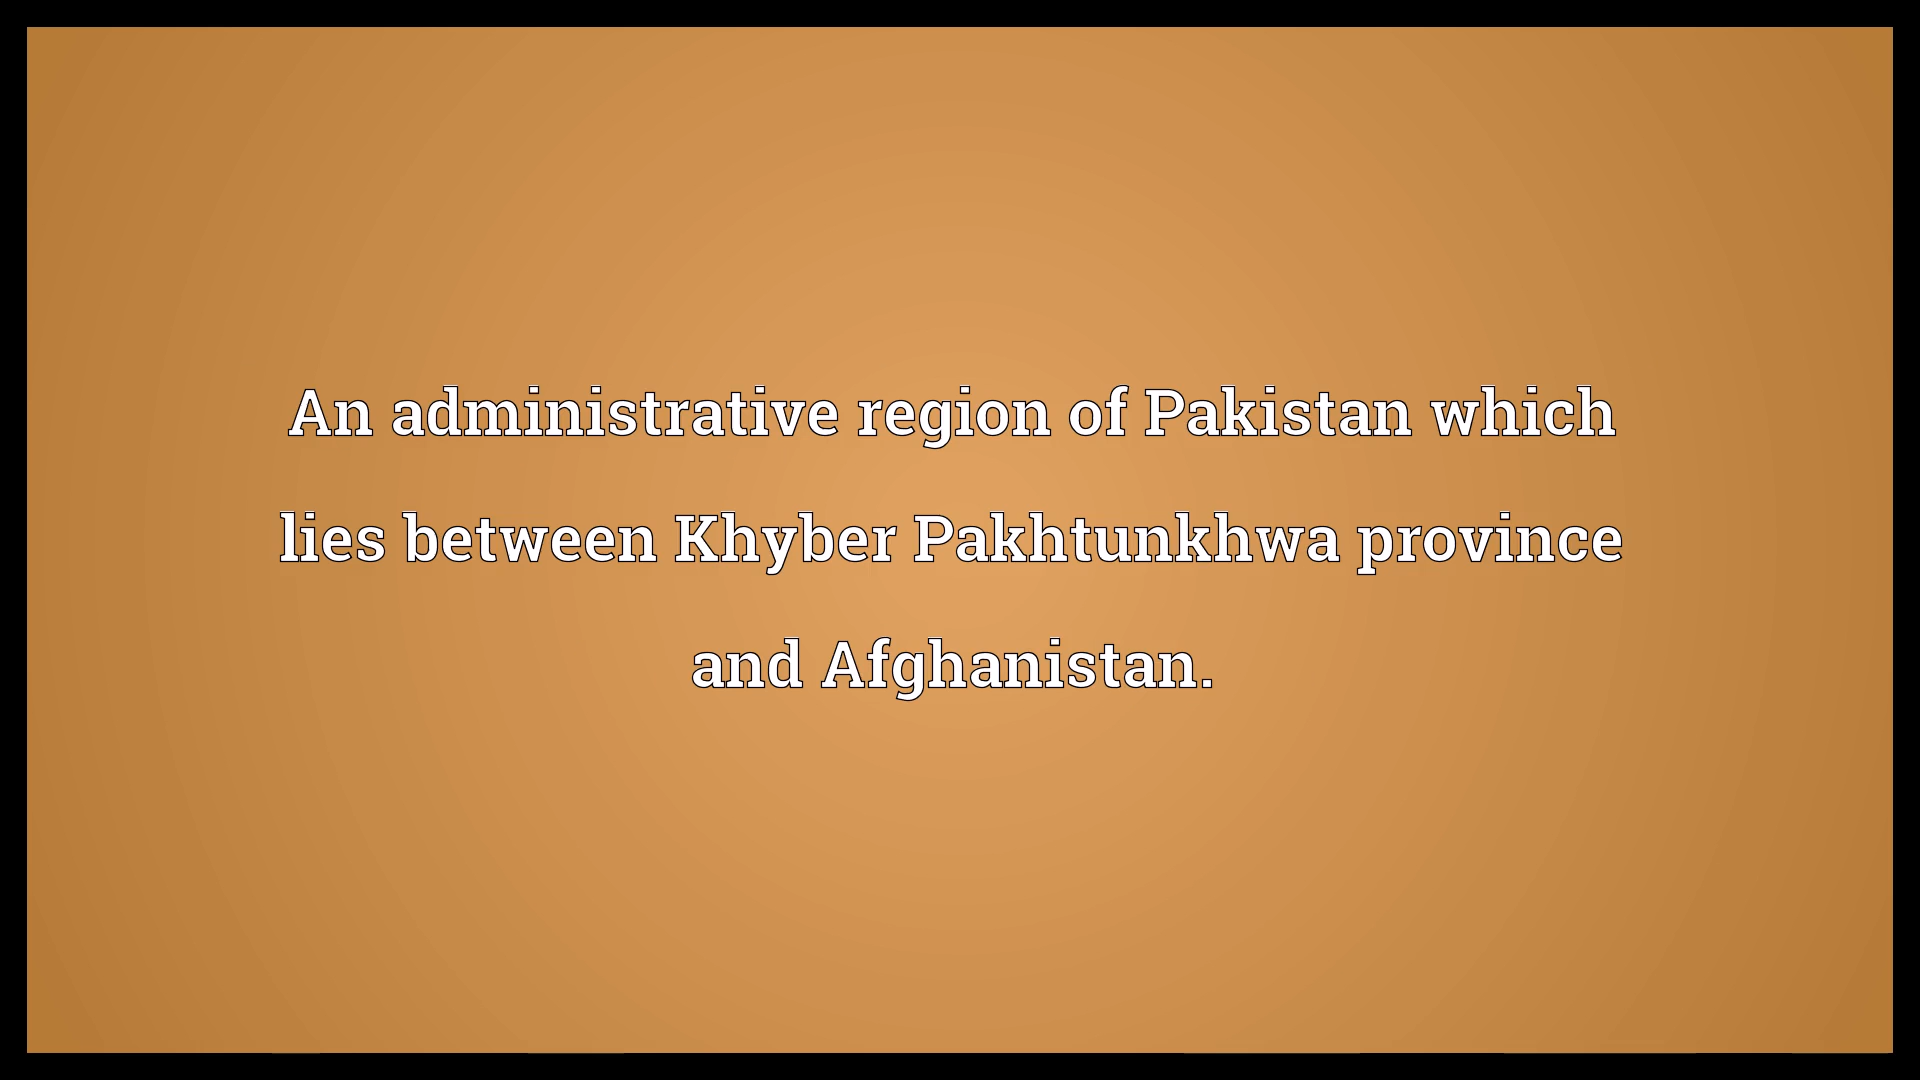 An administrative region of Pakistan which
lies between Khyber Pakhtunkhwa province
and Afghanistan.